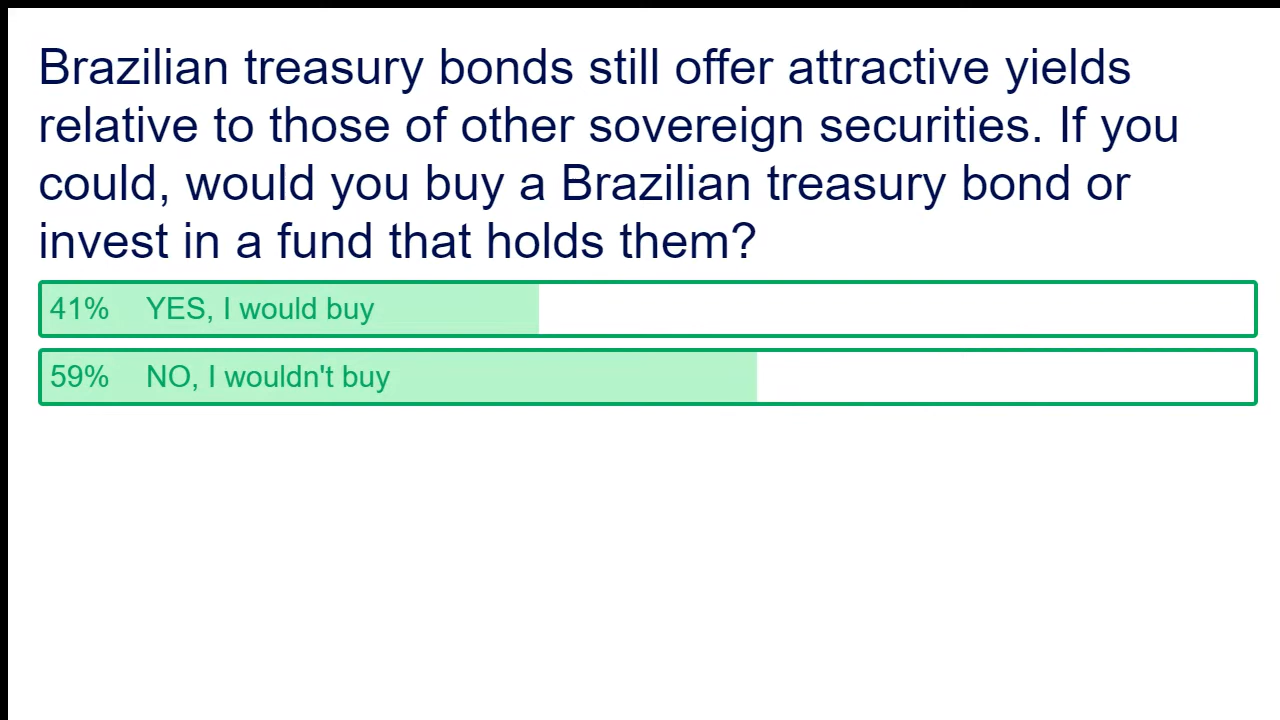 Brazilian treasury bonds still offer attractive yields
relative to those of other sovereign securities. If you
could, would you buy a Brazilian treasury bond or
invest in a fund that holds them?
41% YES, I would buy
59% NO, I wouldn't buy